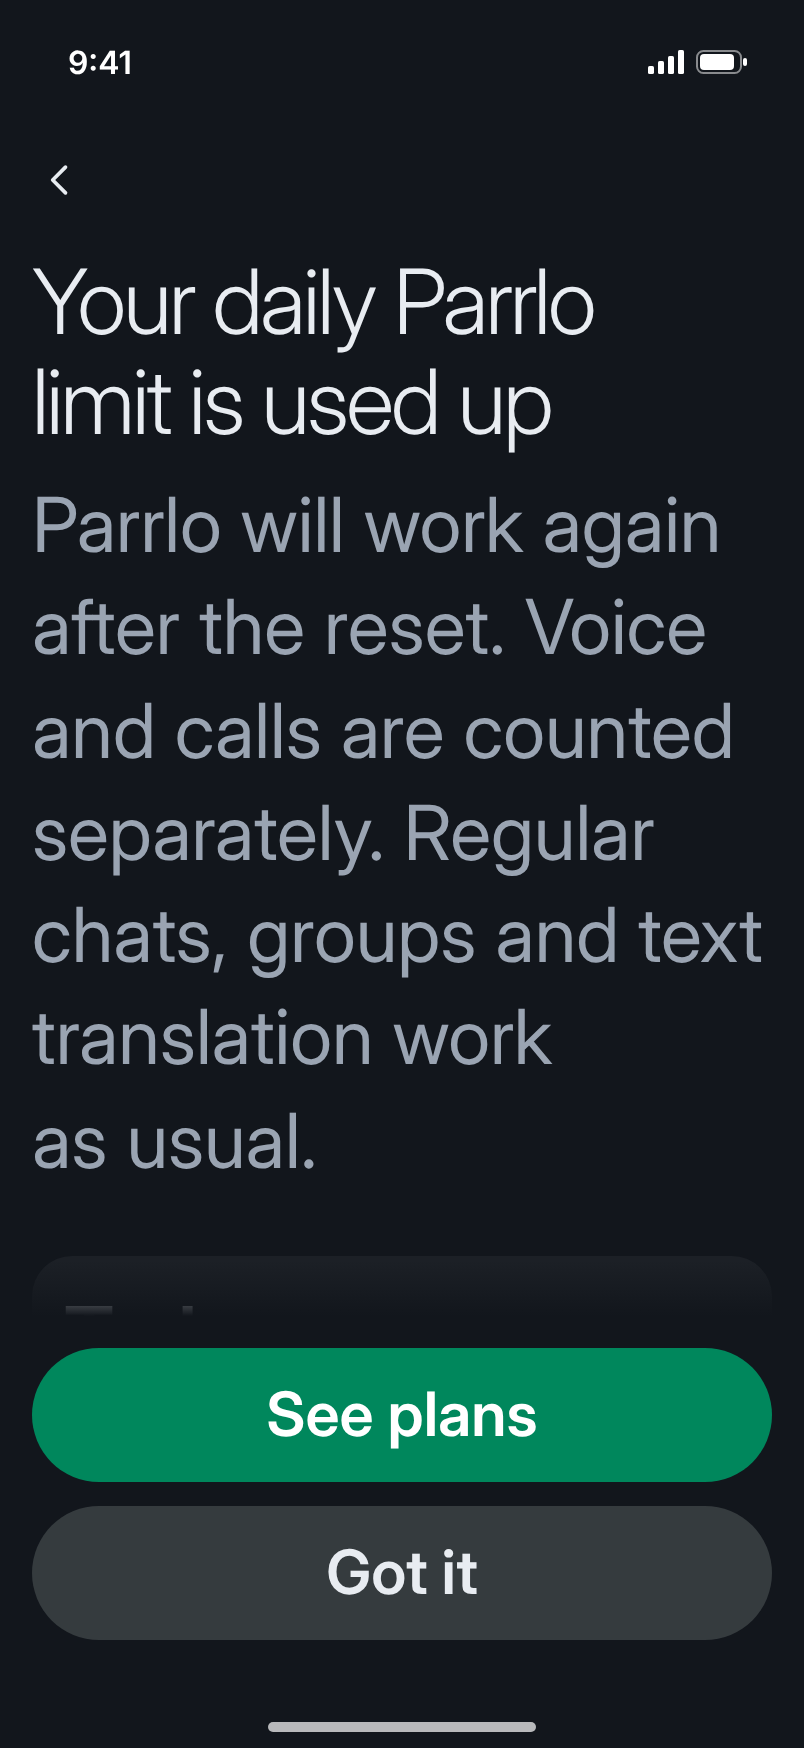 9:41
Your daily Parrlo
limit is used up
Parrlo will work again
after the reset. Voice
and calls are counted
separately. Regular
chats, groups and text
translation work
as usual.
See plans
Got it